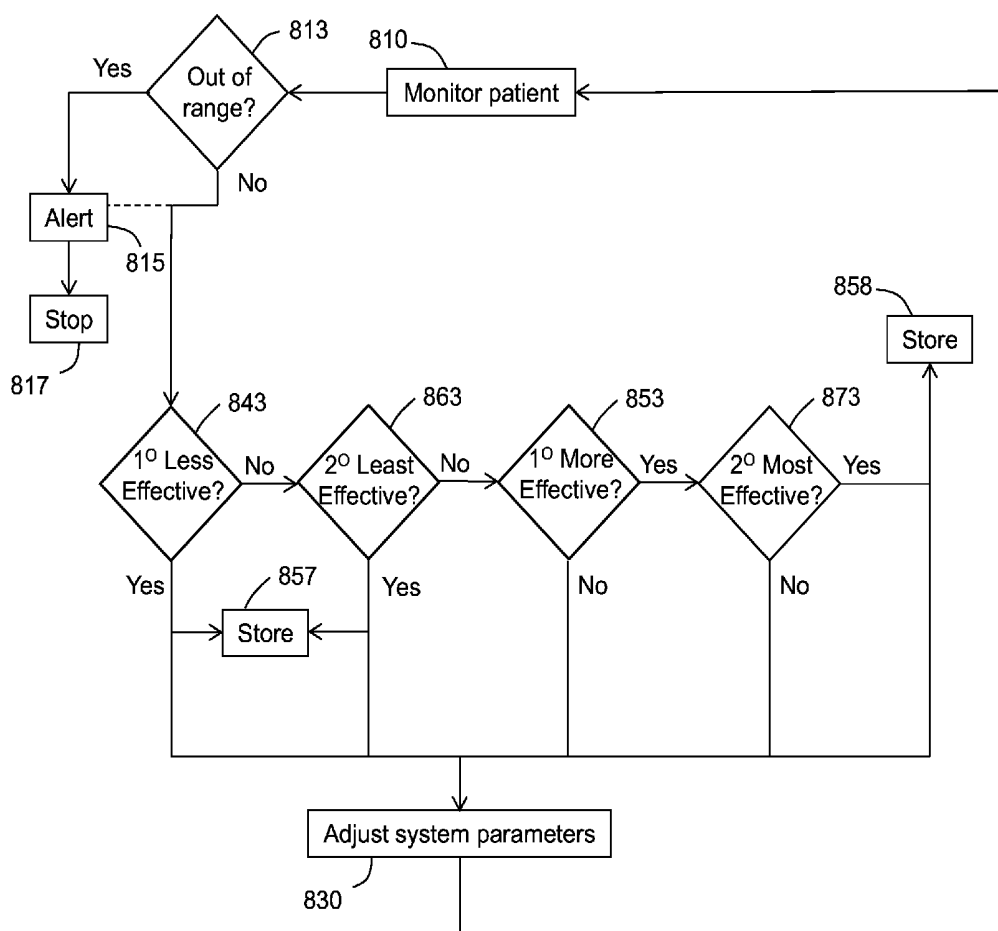 813
810
Yes
Out of
range?
Monitor patient
No
Alert
815
Stop
817
858
Store
843
863
853
873
1º Less
Effective?
No
2º Least
Effective?
No
1º More
Effective?
Yes
2º Most
Effective?
Yes
Yes
857
Store
Yes
No
No
Adjust system parameters
830